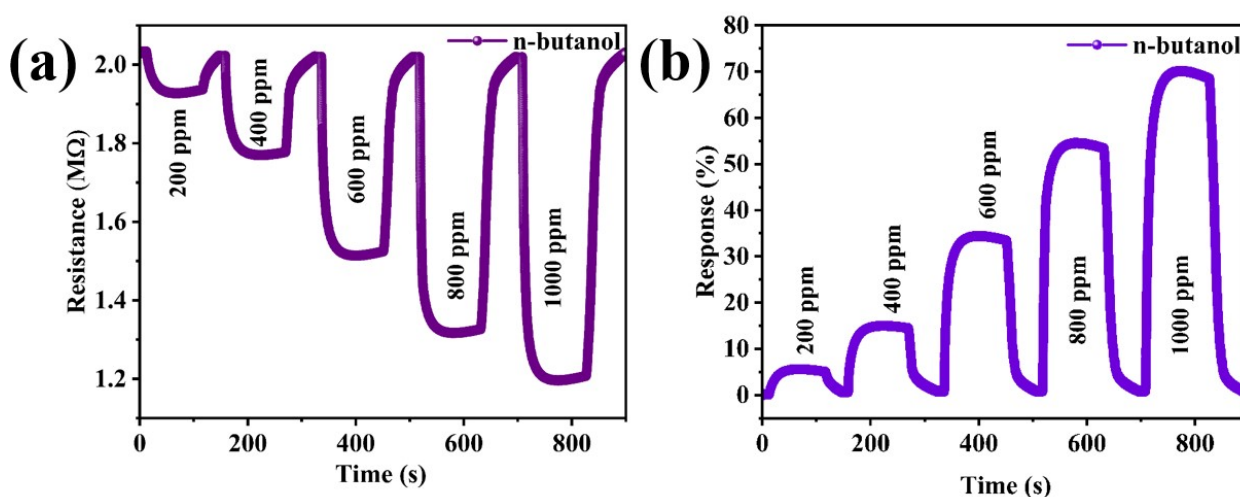 (a)
n-butanol
Resistance (MΩ)
2.0
1.8
1.6
1.4
1.2
200 ppm
400 ppm
600 ppm
800 ppm
1000 ppm
0
200
400
600
800
Time (s)
(b)
n-butanol
Response (%)
80
70
60
50
40
30
20
10
0
200 ppm
400 ppm
600 ppm
800 ppm
1000 ppm
0
200
400
600
800
Time (s)